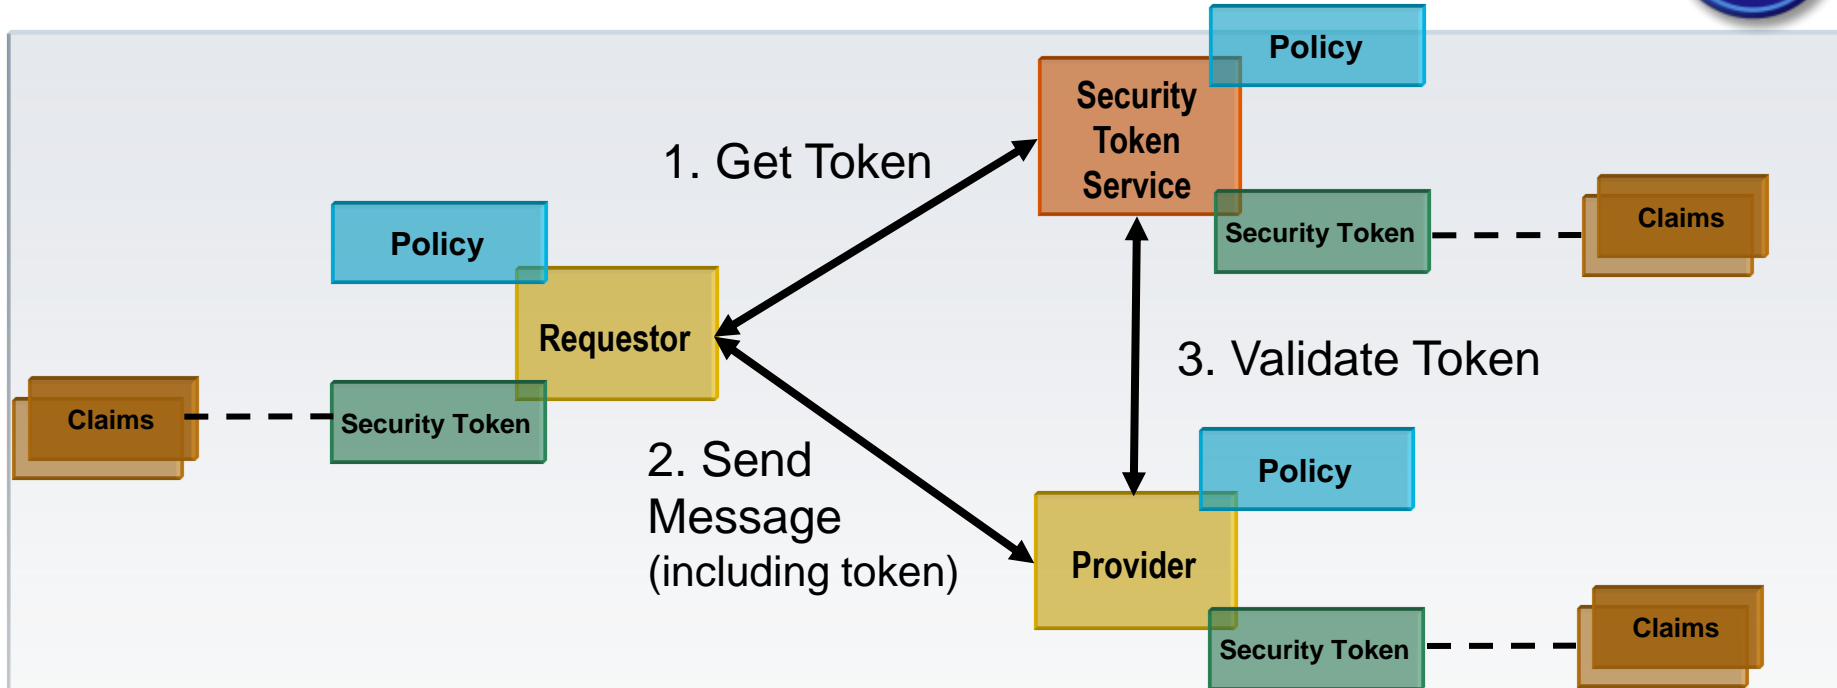 Policy
Security
Token
Service
1. Get Token
Security Token
Claims
Policy
Requestor
3. Validate Token
Claims
Security Token
2. Send
Message
(including token)
Policy
Provider
Security Token
Claims